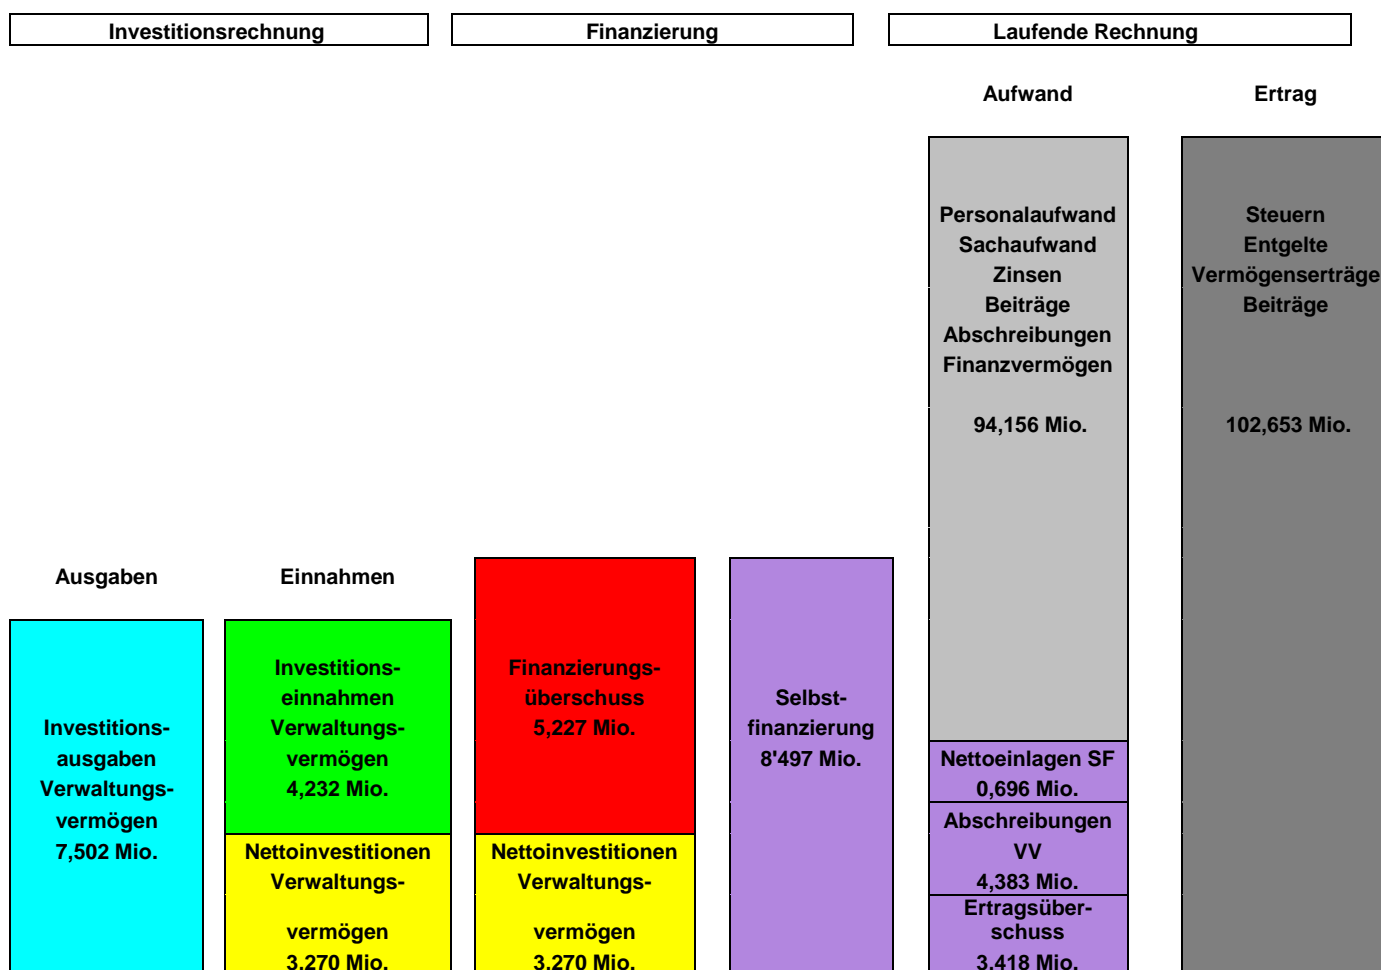 Investitionsrechnung
Finanzierung
Laufende Rechnung
Aufwand
Ertrag
Personalaufwand
Sachaufwand
Zinsen
Beiträge
Abschreibungen
Finanzvermögen
94,156 Mio.
Steuern
Entgelte
Vermögenserträge
Beiträge
102,653 Mio.
Ausgaben
Einnahmen
Investitions-
ausgaben
Verwaltungs-
vermögen
7,502 Mio.
Investitions-
einnahmen
Verwaltungs-
vermögen
4,232 Mio.
Nettoinvestitionen
Verwaltungs-
vermögen
3,270 Mio.
Finanzierungs-
überschuss
5,227 Mio.
Nettoinvestitionen
Verwaltungs-
vermögen
3,270 Mio.
Selbst-
finanzierung
8'497 Mio.
Nettoeinlagen SF
0,696 Mio.
Abschreibungen
VV
4,383 Mio.
Ertragsüber-
schuss
3,418 Mio.